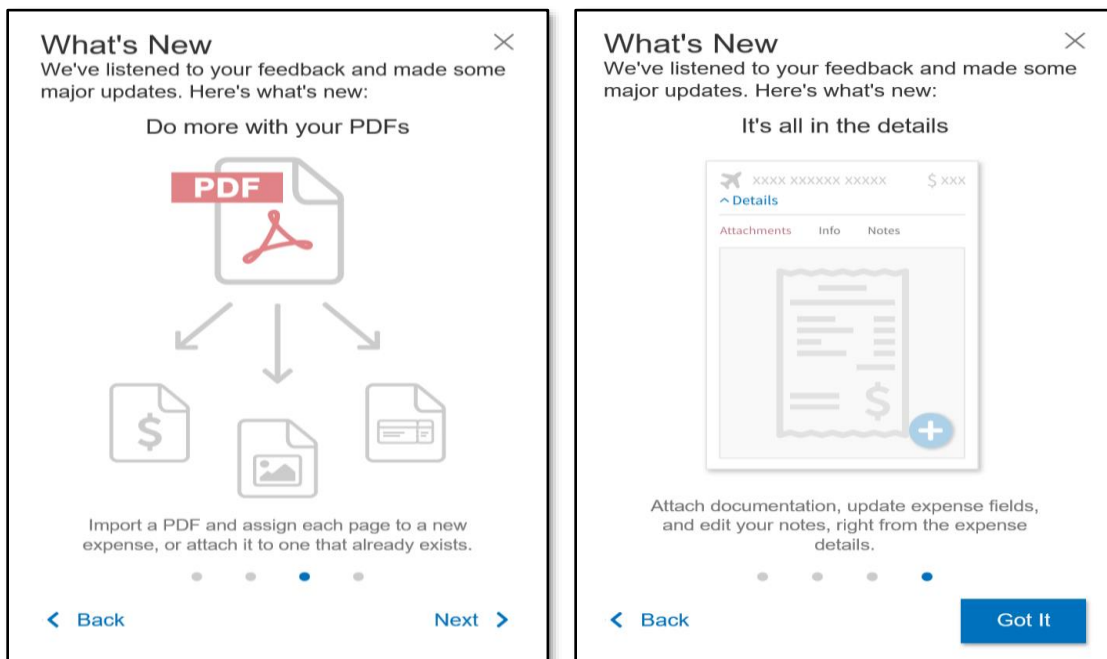 What's New
We've listened to your feedback and made some
major updates. Here's what's new:
Do more with your PDFs
PDF
$
Import a PDF and assign each page to a new
expense, or attach it to one that already exists.
Back
Next
What's New
We've listened to your feedback and made some
major updates. Here's what's new:
It's all in the details
xxxx xxxxxx xxxxx $ xxx
Details
Attachments Info Notes
$
Attach documentation, update expense fields,
and edit your notes, right from the expense
details.
Back
Got It